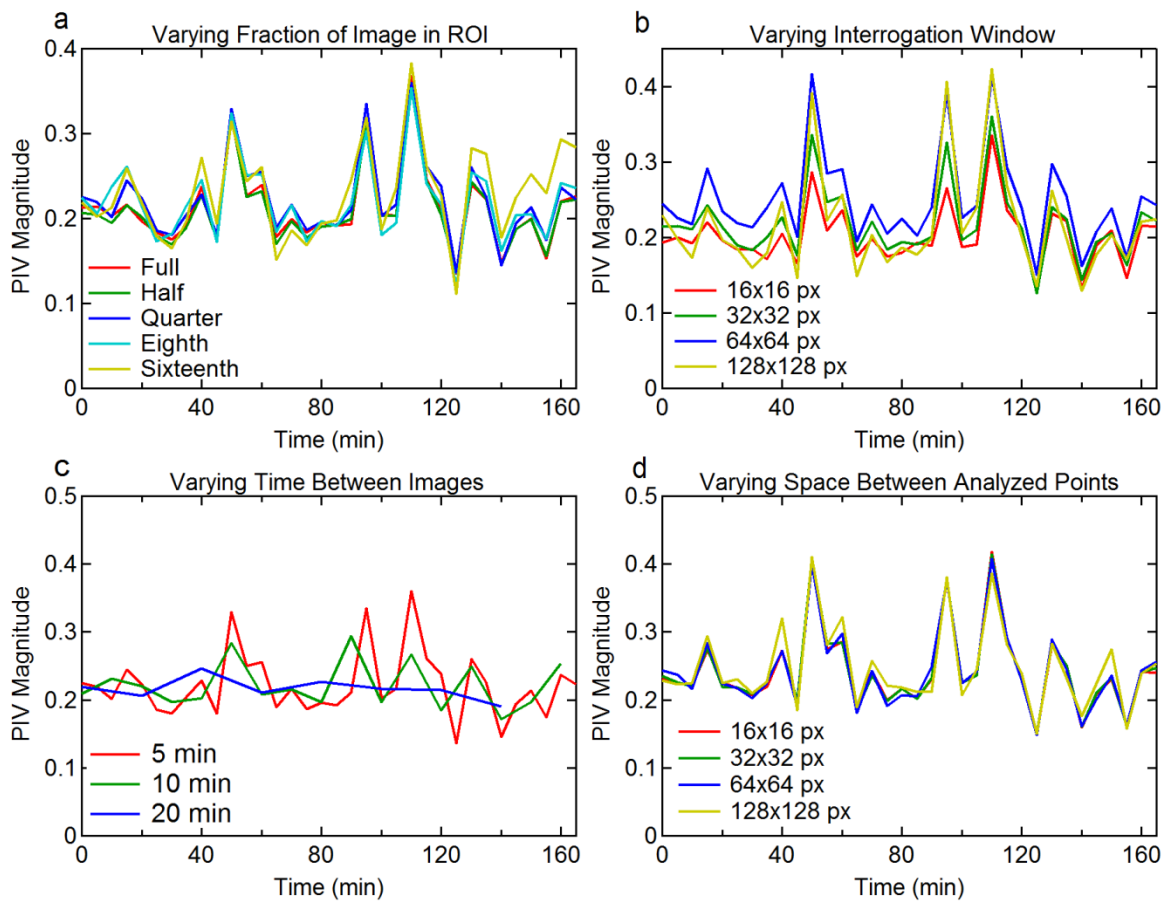 a
Varying Fraction of Image in ROI
0.4
0.3
0.2
0.1
0
PIV Magnitude
Full
Half
Quarter
Eighth
Sixteenth
0 40 80 120 160
Time (min)
b
Varying Interrogation Window
0.4
0.3
0.2
0.1
0
PIV Magnitude
16x16 px
32x32 px
64x64 px
128x128 px
0 40 80 120 160
Time (min)
c
Varying Time Between Images
0.5
0.4
0.3
0.2
0.1
0
PIV Magnitude
5 min
10 min
20 min
0 40 80 120 160
Time (min)
d
Varying Space Between Analyzed Points
0.5
0.4
0.3
0.2
0.1
0
PIV Magnitude
16x16 px
32x32 px
64x64 px
128x128 px
0 40 80 120 160
Time (min)